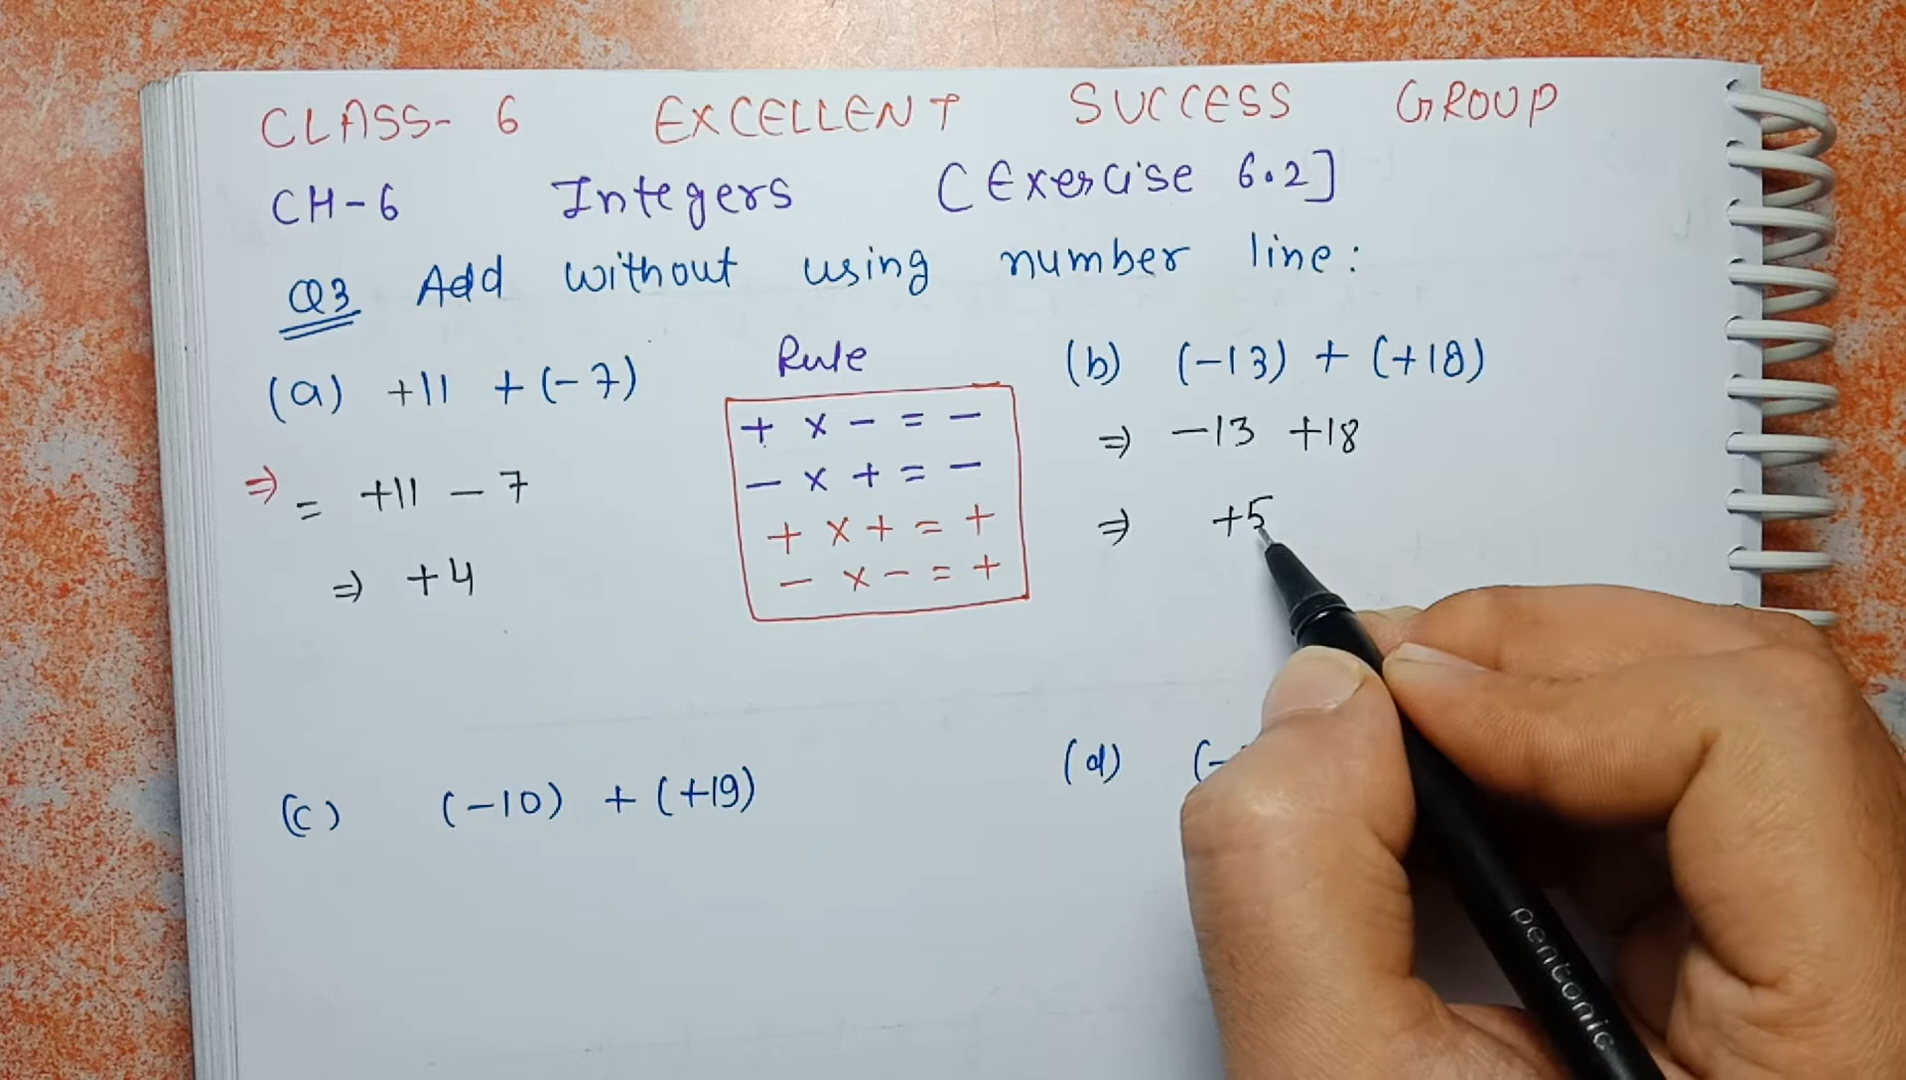 CLASS- 6 EXCELLENT SUCCESS GROUP
CH-6 Integers [Exercise 6.2]
Q3 Add without using number line:
(a) +11 + (-7)
⇒ = +11 - 7
⇒ +4
Rule
+ x - = -
- x + = -
+ x + = +
- x - = +
(b) (-13) + (+18)
⇒ -13 +18
⇒ +5
(c) (-10) + (+19)
(d) (-
pentonic